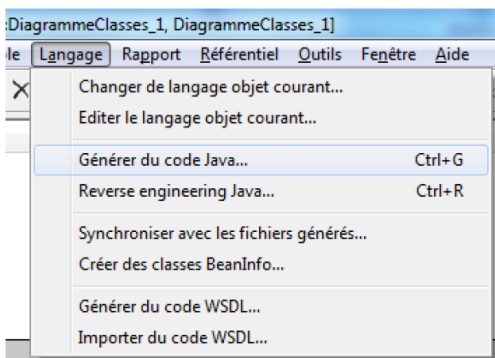 DiagrammeClasses_1, DiagrammeClasses_1]
le Langage Rapport Référentiel Outils Fenêtre Aide
Changer de langage objet courant...
Editer le langage objet courant...
Générer du code Java... Ctrl+G
Reverse engineering Java... Ctrl+R
Synchroniser avec les fichiers générés...
Créer des classes BeanInfo...
Générer du code WSDL...
Importer du code WSDL...